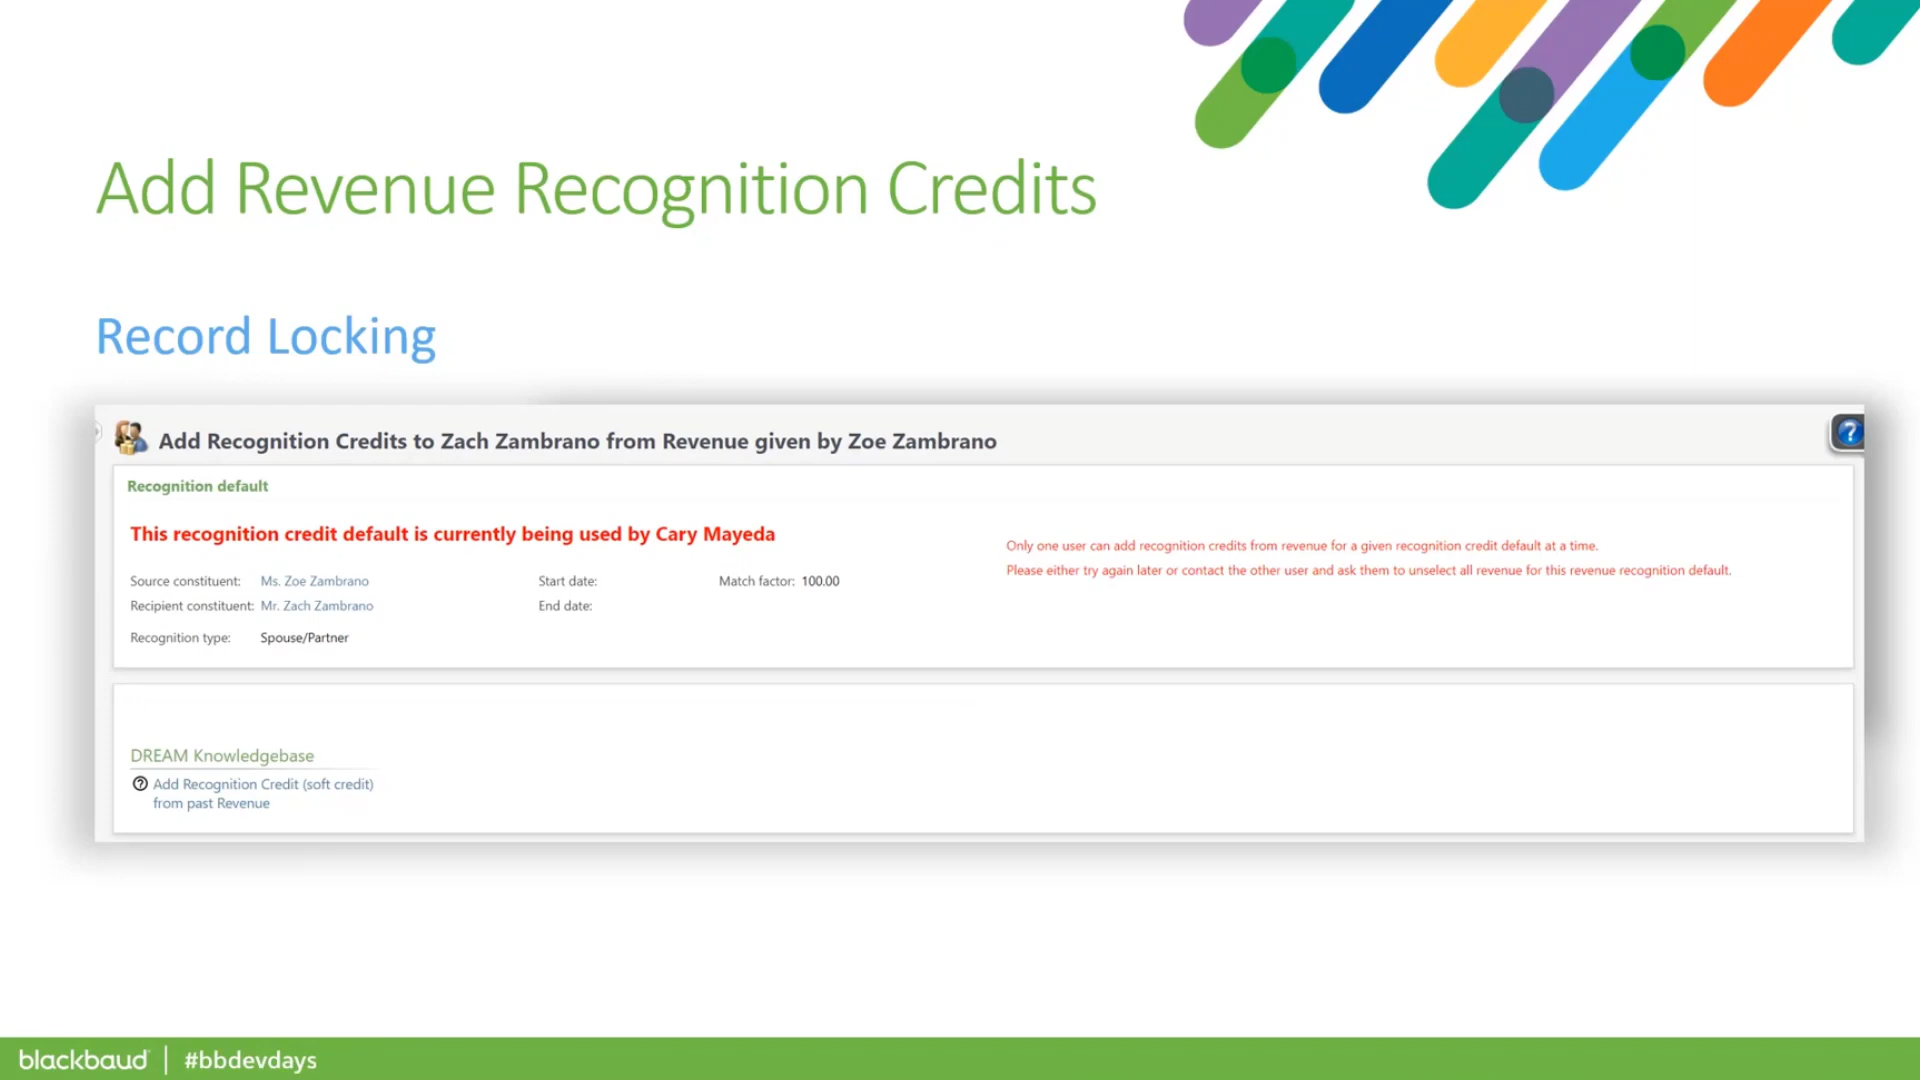 Add Revenue Recognition Credits
Record Locking
Add Recognition Credits to Zach Zambrano from Revenue given by Zoe Zambrano
?
Recognition default
This recognition credit default is currently being used by Cary Mayeda
Only one user can add recognition credits from revenue for a given recognition credit default at a time.
Please either try again later or contact the other user and ask them to unselect all revenue for this revenue recognition default.
Source constituent: Ms. Zoe Zambrano Start date: Match factor: 100.00
Recipient constituent: Mr. Zach Zambrano End date:
Recognition type: Spouse/Partner
DREAM Knowledgebase
? Add Recognition Credit (soft credit)
from past Revenue
blackbaud | #bbdevdays